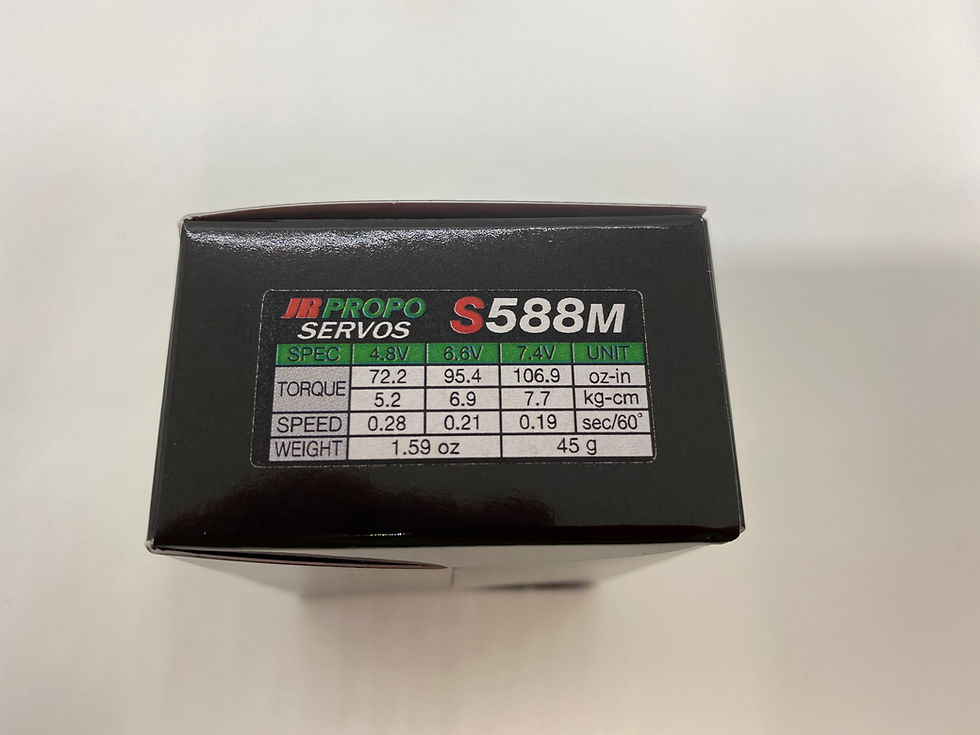 JR PROPO S588M
SERVOS
SPEC 4.8V 6.6V 7.4V UNIT
TORQUE 72.2 95.4 106.9 oz-in
5.2 6.9 7.7 kg-cm
SPEED 0.28 0.21 0.19 sec/60°
WEIGHT 1.59 oz 45 g